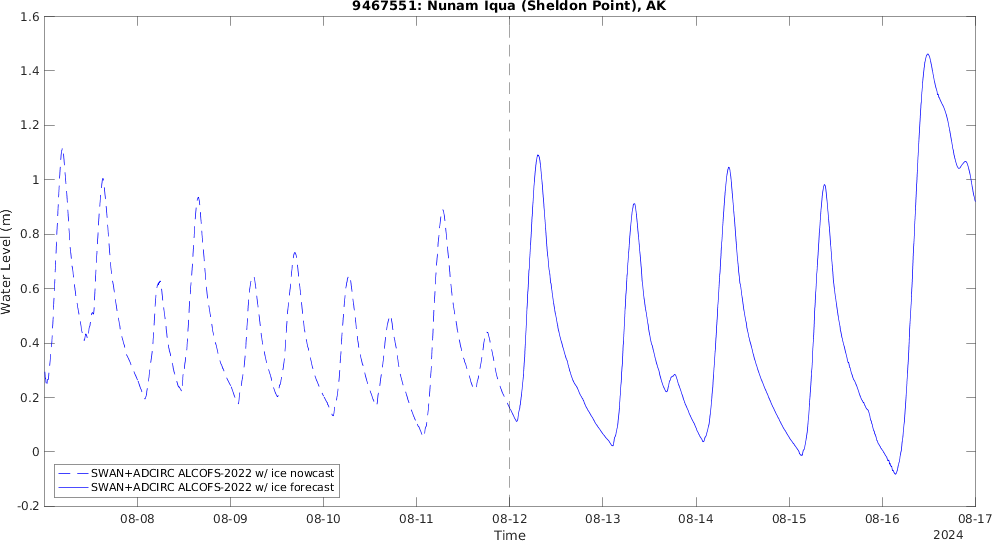 9467551: Nunam Iqua (Sheldon Point), AK
Water Level (m)
1.6
1.4
1.2
1
0.8
0.6
0.4
0.2
0
-0.2
SWAN+ADCIRC ALCOFS-2022 w/ ice nowcast
SWAN+ADCIRC ALCOFS-2022 w/ ice forecast
08-08 08-09 08-10 08-11 08-12 08-13 08-14 08-15 08-16 08-17
Time
2024